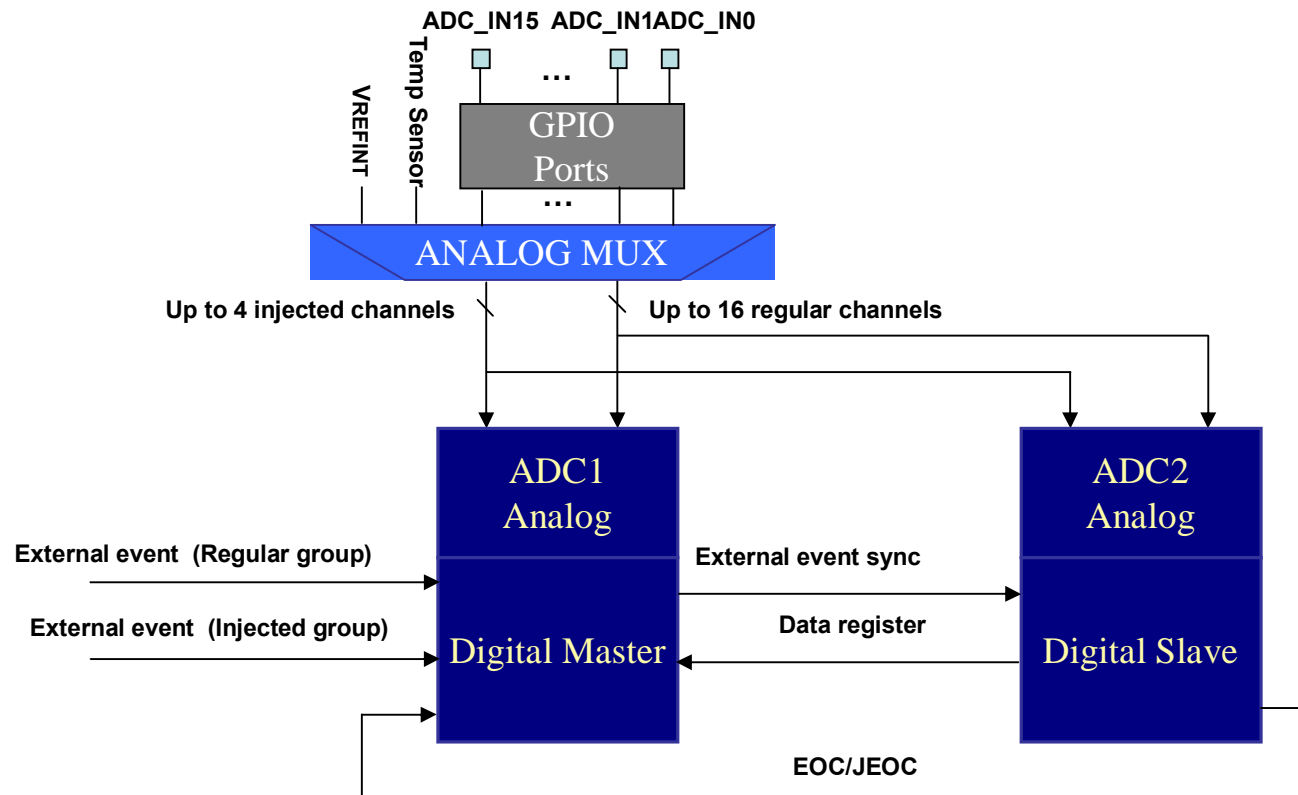 ADC_IN15 ADC_IN1 ADC_IN0
...
VREFINT
Temp Sensor
GPIO
Ports
...
ANALOG MUX
Up to 4 injected channels
Up to 16 regular channels
ADC1
Analog
ADC2
Analog
External event (Regular group)
External event sync
External event (Injected group)
Data register
Digital Master
Digital Slave
EOC/JEOC